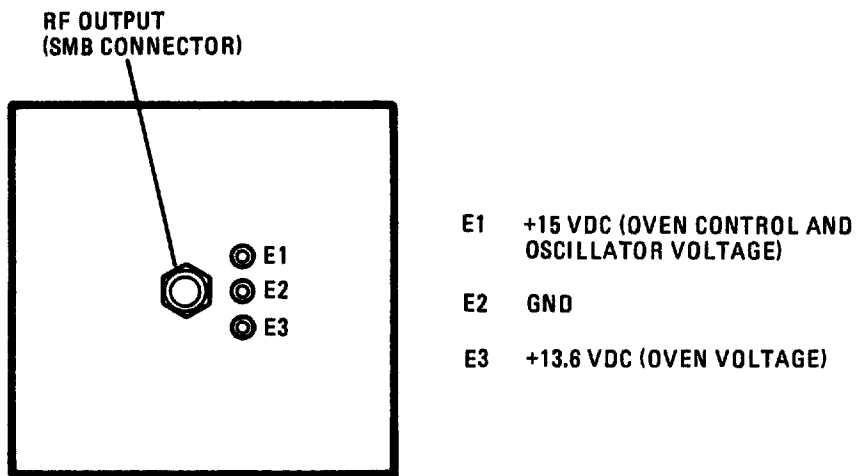 RF OUTPUT
(SMB CONNECTOR)
E1
E2
E3
E1 +15 VDC (OVEN CONTROL AND
OSCILLATOR VOLTAGE)
E2 GND
E3 +13.6 VDC (OVEN VOLTAGE)